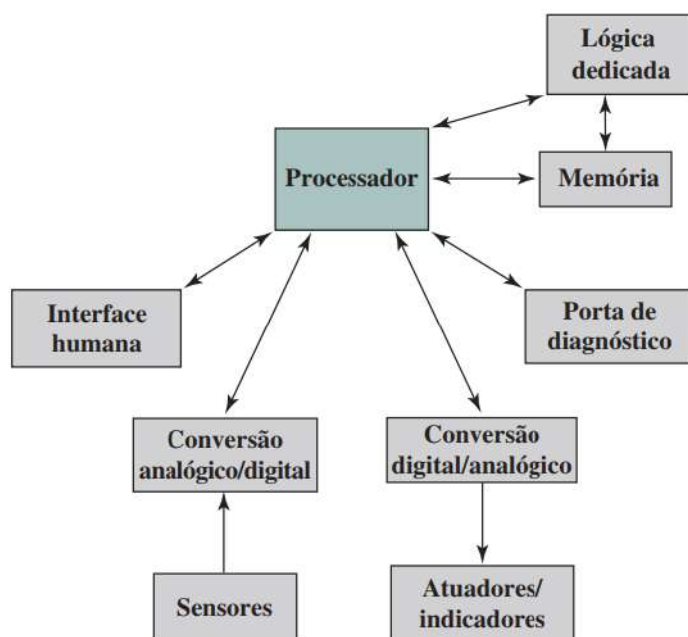 Lógica
dedicada
Processador
Memória
Interface
humana
Porta de
diagnóstico
Conversão
analógico/digital
Conversão
digital/analógico
Sensores
Atuadores/
indicadores